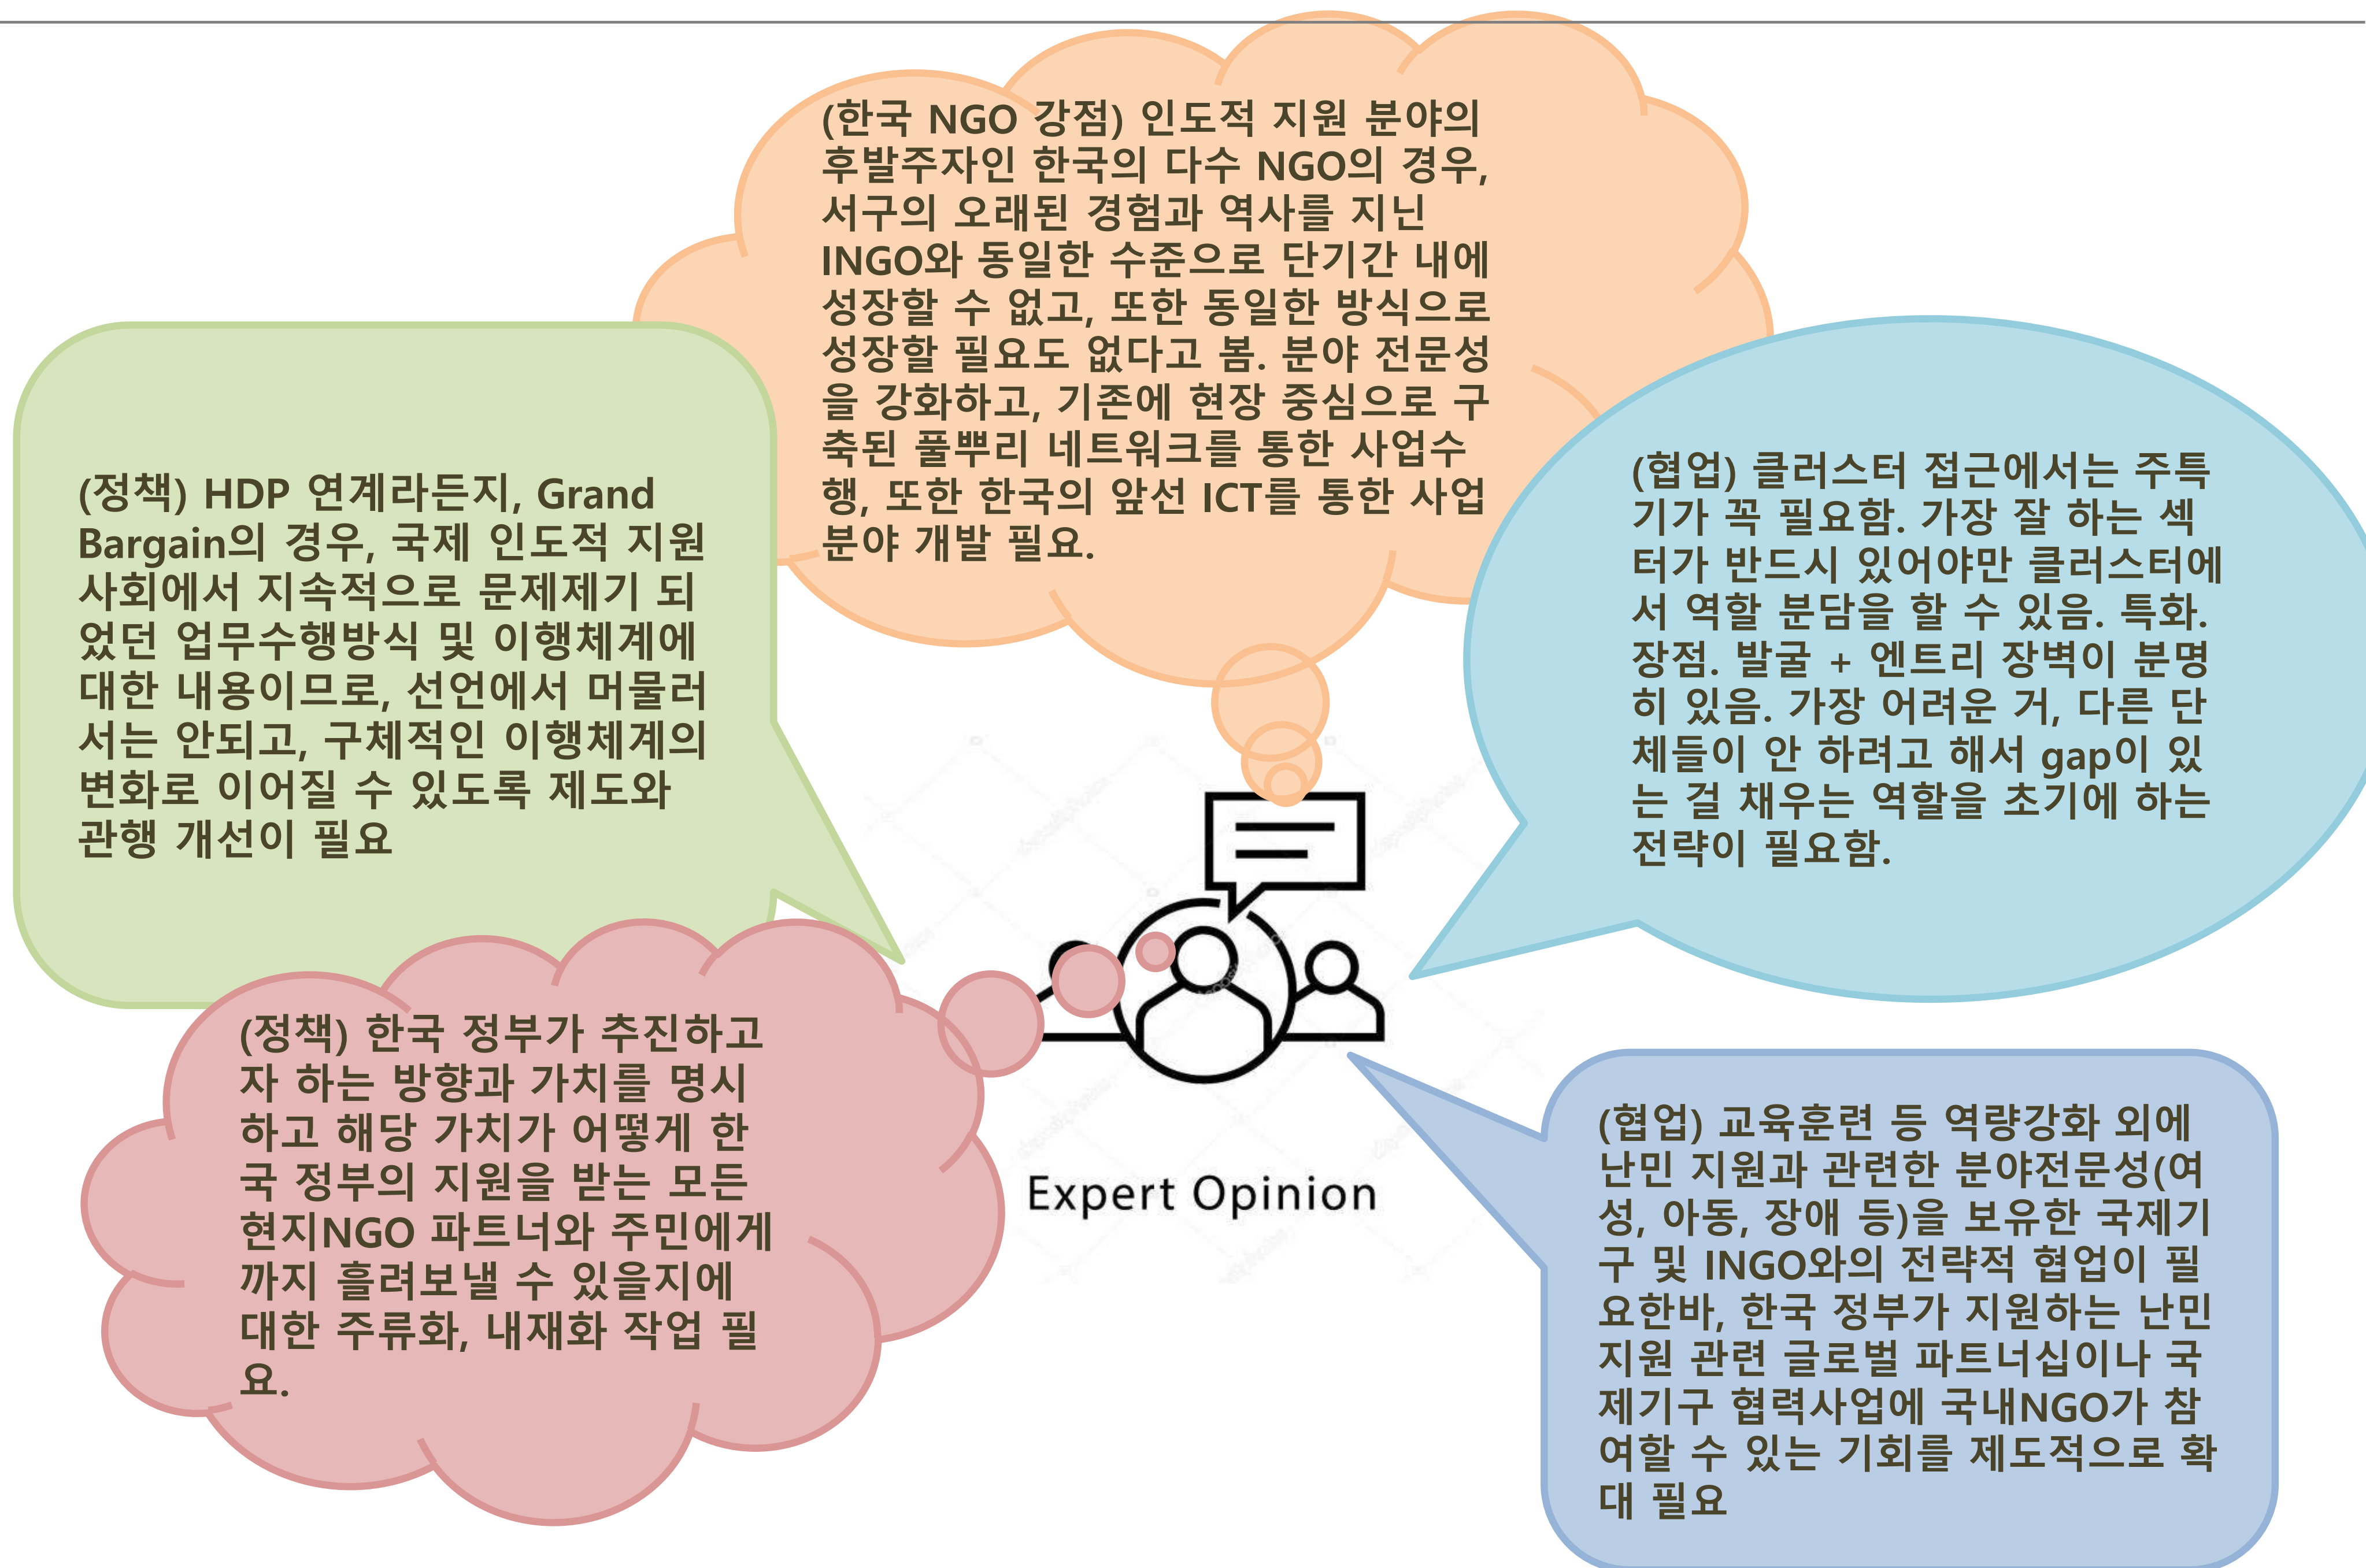 (한국 NGO 강점) 인도적 지원 분야의
후발주자인 한국의 다수 NGO의 경우,
서구의 오래된 경험과 역사를 지닌
INGO와 동일한 수준으로 단기간 내에
성장할 수 없고, 또한 동일한 방식으로
성장할 필요도 없다고 봄. 분야 전문성
을 강화하고, 기존에 현장 중심으로 구
축된 풀뿌리 네트워크를 통한 사업수
행, 또한 한국의 앞선 ICT를 통한 사업
분야 개발 필요.
(정책) HDP 연계라든지, Grand
Bargain의 경우, 국제 인도적 지원
사회에서 지속적으로 문제제기 되
었던 업무수행방식 및 이행체계에
대한 내용이므로, 선언에서 머물러
서는 안되고, 구체적인 이행체계의
변화로 이어질 수 있도록 제도와
관행 개선이 필요
(협업) 클러스터 접근에서는 주특
기가 꼭 필요함. 가장 잘 하는 섹
터가 반드시 있어야만 클러스터에
서 역할 분담을 할 수 있음. 특화.
장점. 발굴 + 엔트리 장벽이 분명
히 있음. 가장 어려운 거, 다른 단
체들이 안 하려고 해서 gap이 있
는 걸 채우는 역할을 초기에 하는
전략이 필요함.
(정책) 한국 정부가 추진하고
자 하는 방향과 가치를 명시
하고 해당 가치가 어떻게 한
국 정부의 지원을 받는 모든
현지NGO 파트너와 주민에게
까지 흘려보낼 수 있을지에
대한 주류화, 내재화 작업 필
요.
Expert Opinion
(협업) 교육훈련 등 역량강화 외에
난민 지원과 관련한 분야전문성(여
성, 아동, 장애 등)을 보유한 국제기
구 및 INGO와의 전략적 협업이 필
요한바, 한국 정부가 지원하는 난민
지원 관련 글로벌 파트너십이나 국
제기구 협력사업에 국내NGO가 참
여할 수 있는 기회를 제도적으로 확
대 필요